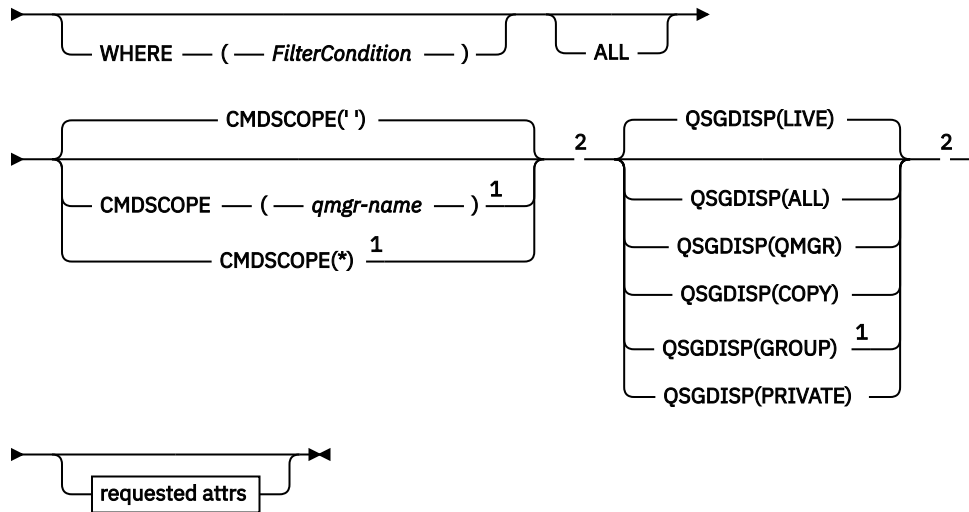 WHERE ( FilterCondition )
ALL
CMDSCOPE(' ')
2
CMDSCOPE ( qmgr-name ) 1
CMDSCOPE(*) 1
QSGDISP(LIVE)
2
QSGDISP(ALL)
QSGDISP(QMGR)
QSGDISP(COPY)
QSGDISP(GROUP) 1
QSGDISP(PRIVATE)
requested attrs